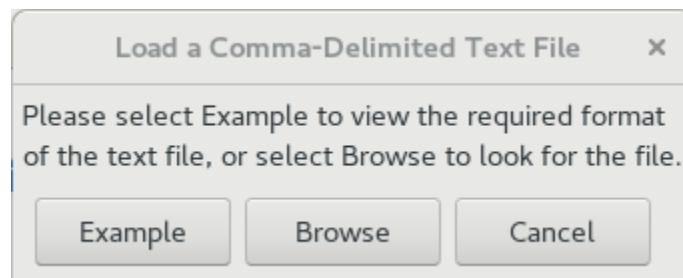 Load a Comma-Delimited Text File ×
Please select Example to view the required format
of the text file, or select Browse to look for the file.
Example Browse Cancel